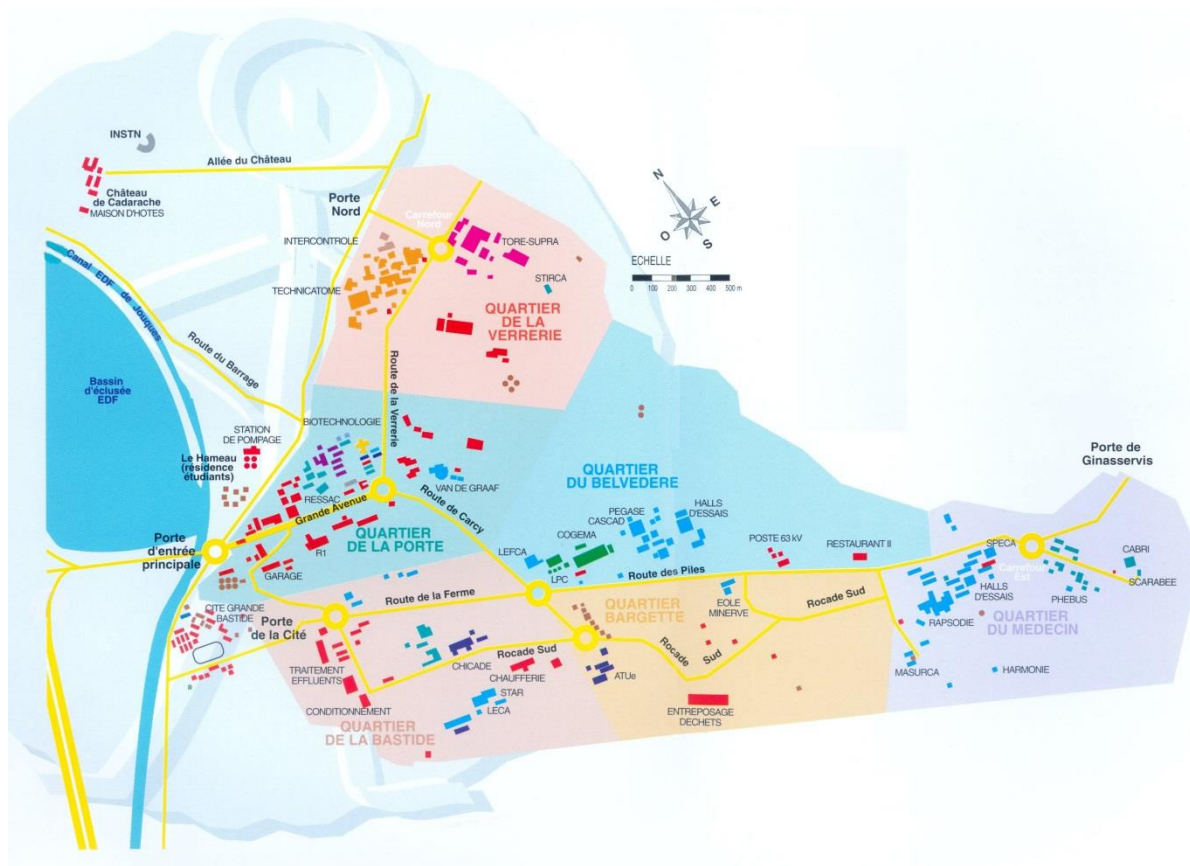 INSTN
Allée du Château
Château
de Cadarache
MAISON D'HOTES
Porte
Nord
Carrefour
Nord
INTERCONTROLE
TORE-SUPRA
TECHNICATOME
STIRCA
N
E
O
S
ECHELLE
0 100 200 300 400 500 m
QUARTIER
DE LA
VERRERIE
Canal EDF de Jouques
Route du Barrage
Bassin
d'éclusée
EDF
Route de la Verrerie
STATION
DE POMPAGE
BIOTECHNOLOGIE
Le Hameau
(résidence
étudiants)
RESSAC
VAN DE GRAAF
Grande Avenue
Route de Carcy
QUARTIER
DU BELVEDERE
PEGASE
CASCAD
HALLS
D'ESSAIS
Porte de
Ginasservis
Porte
d'entrée
principale
R1
QUARTIER
DE LA PORTE
GARAGE
LEFCA
COGEMA
LPC
POSTE 63 kV
RESTAURANT II
Route des Piles
SPECA
Carrefour
Est
HALLS
D'ESSAIS
CABRI
SCARABEE
PHEBUS
RAPSODIE
QUARTIER
DU MEDECIN
CITE GRANDE
BASTIDE
Porte
de la Cité
Route de la Ferme
QUARTIER
BARGETTE
EOLE
MINERVE
Rocade Sud
Rocade
Sud
MASURCA
HARMONIE
TRAITEMENT
EFFLUENTS
CHICADE
Rocade Sud
CHAUFFERIE
ATUe
CONDITIONNEMENT
STAR
LECA
ENTREPOSAGE
DECHETS
QUARTIER
DE LA BASTIDE